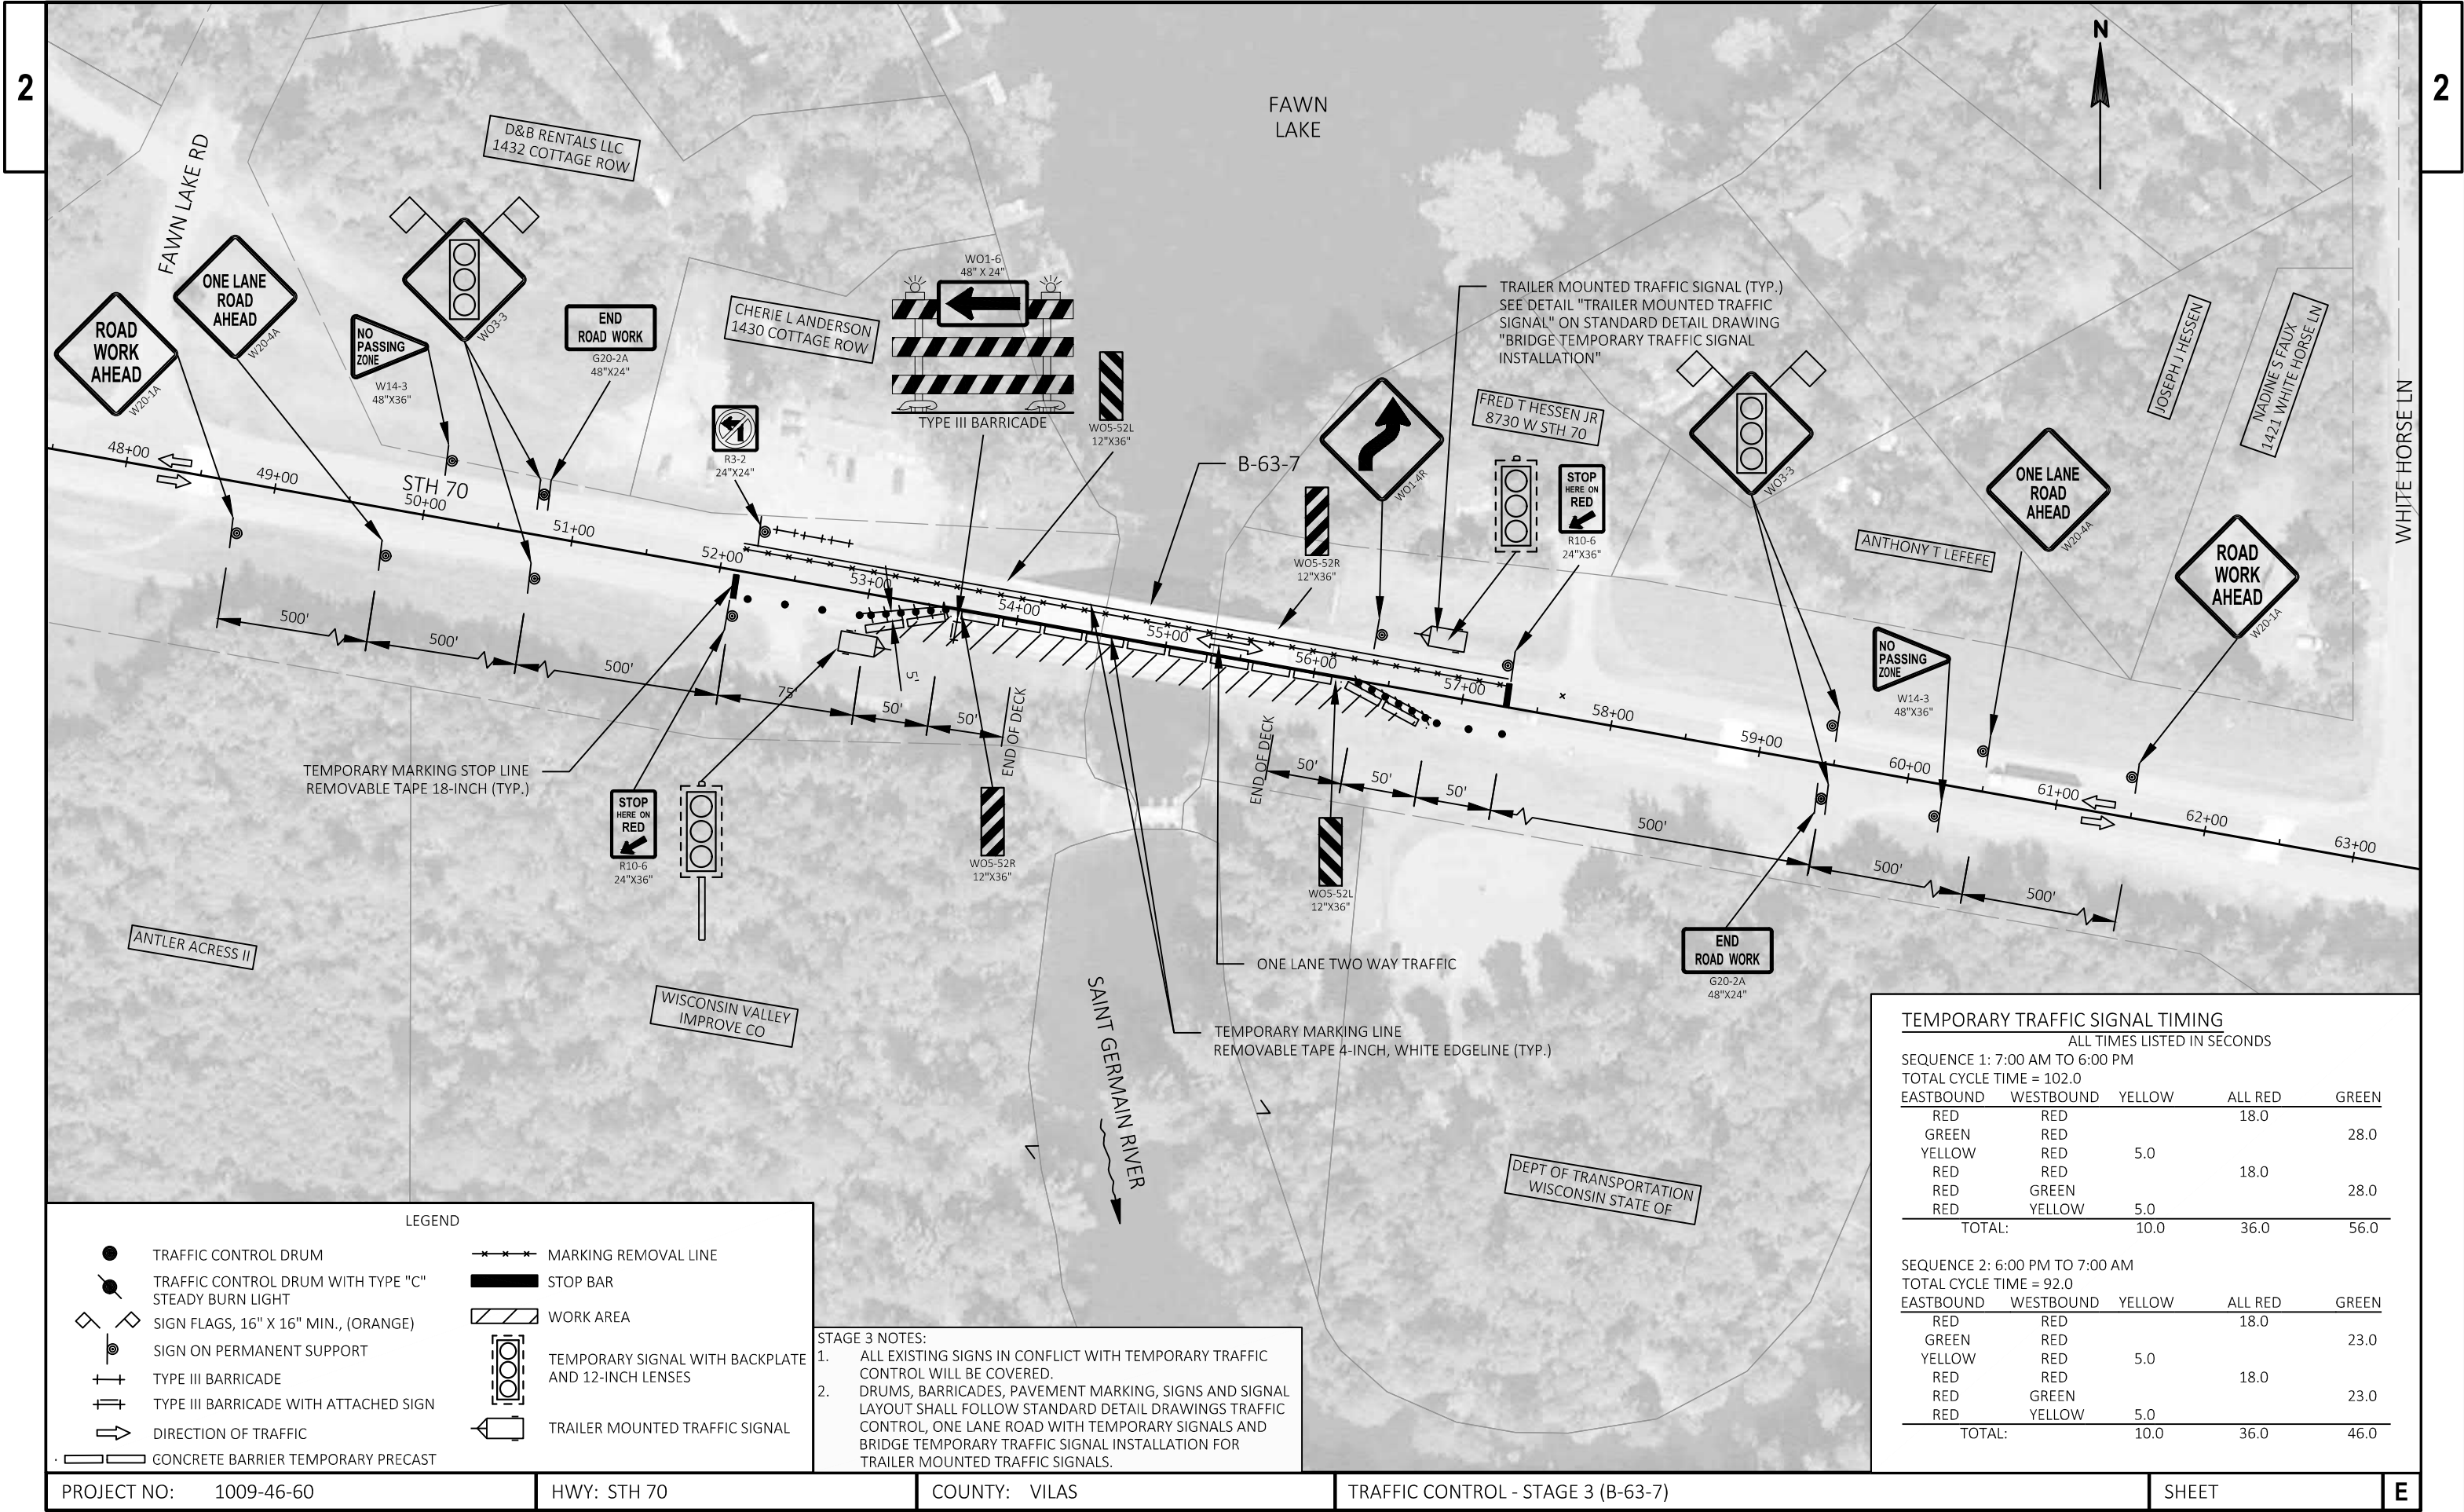 2
2
N
FAWN
LAKE
D&B RENTALS LLC
1432 COTTAGE ROW
FAWN LAKE RD
ROAD
WORK
AHEAD
W20-1A
ONE LANE
ROAD
AHEAD
W20-4A
NO
PASSING
ZONE
W14-3
48"X36"
WO3-3
END
ROAD WORK
G20-2A
48"X24"
CHERIE L ANDERSON
1430 COTTAGE ROW
R3-2
24"X24"
WO1-6
48" X 24"
TYPE III BARRICADE
WO5-52L
12"X36"
B-63-7
WO5-52R
12"X36"
WO1-4R
TRAILER MOUNTED TRAFFIC SIGNAL (TYP.)
SEE DETAIL "TRAILER MOUNTED TRAFFIC
SIGNAL" ON STANDARD DETAIL DRAWING
"BRIDGE TEMPORARY TRAFFIC SIGNAL
INSTALLATION"
FRED T HESSEN JR
8730 W STH 70
STOP
HERE ON
RED
R10-6
24"X36"
WO3-3
ANTHONY T LEFEFE
ONE LANE
ROAD
AHEAD
W20-4A
JOSEPH J HESSEN
NADINE S FAUX
1421 WHITE HORSE LN
WHITE HORSE LN
ROAD
WORK
AHEAD
W20-1A
NO
PASSING
ZONE
W14-3
48"X36"
48+00
49+00
STH 70
50+00
51+00
52+00
53+00
54+00
55+00
56+00
57+00
58+00
59+00
60+00
61+00
62+00
63+00
500'
500'
500'
75'
5'
50'
50'
END OF DECK
END OF DECK
50'
50'
50'
500'
500'
500'
TEMPORARY MARKING STOP LINE
REMOVABLE TAPE 18-INCH (TYP.)
STOP
HERE ON
RED
R10-6
24"X36"
WO5-52R
12"X36"
WO5-52L
12"X36"
END
ROAD WORK
G20-2A
48"X24"
ONE LANE TWO WAY TRAFFIC
TEMPORARY MARKING LINE
REMOVABLE TAPE 4-INCH, WHITE EDGELINE (TYP.)
ANTLER ACRESS II
WISCONSIN VALLEY
IMPROVE CO
SAINT GERMAIN RIVER
DEPT OF TRANSPORTATION
WISCONSIN STATE OF
TEMPORARY TRAFFIC SIGNAL TIMING
ALL TIMES LISTED IN SECONDS
SEQUENCE 1: 7:00 AM TO 6:00 PM
TOTAL CYCLE TIME = 102.0
EASTBOUND WESTBOUND YELLOW ALL RED GREEN
RED RED 18.0
GREEN RED 28.0
YELLOW RED 5.0
RED RED 18.0
RED GREEN 28.0
RED YELLOW 5.0
TOTAL: 10.0 36.0 56.0
SEQUENCE 2: 6:00 PM TO 7:00 AM
TOTAL CYCLE TIME = 92.0
EASTBOUND WESTBOUND YELLOW ALL RED GREEN
RED RED 18.0
GREEN RED 23.0
YELLOW RED 5.0
RED RED 18.0
RED GREEN 23.0
RED YELLOW 5.0
TOTAL: 10.0 36.0 46.0
LEGEND
TRAFFIC CONTROL DRUM
TRAFFIC CONTROL DRUM WITH TYPE "C"
STEADY BURN LIGHT
SIGN FLAGS, 16" X 16" MIN., (ORANGE)
SIGN ON PERMANENT SUPPORT
TYPE III BARRICADE
TYPE III BARRICADE WITH ATTACHED SIGN
DIRECTION OF TRAFFIC
CONCRETE BARRIER TEMPORARY PRECAST
MARKING REMOVAL LINE
STOP BAR
WORK AREA
TEMPORARY SIGNAL WITH BACKPLATE
AND 12-INCH LENSES
TRAILER MOUNTED TRAFFIC SIGNAL
STAGE 3 NOTES:
1. ALL EXISTING SIGNS IN CONFLICT WITH TEMPORARY TRAFFIC
CONTROL WILL BE COVERED.
2. DRUMS, BARRICADES, PAVEMENT MARKING, SIGNS AND SIGNAL
LAYOUT SHALL FOLLOW STANDARD DETAIL DRAWINGS TRAFFIC
CONTROL, ONE LANE ROAD WITH TEMPORARY SIGNALS AND
BRIDGE TEMPORARY TRAFFIC SIGNAL INSTALLATION FOR
TRAILER MOUNTED TRAFFIC SIGNALS.
PROJECT NO: 1009-46-60
HWY: STH 70
COUNTY: VILAS
TRAFFIC CONTROL - STAGE 3 (B-63-7)
SHEET
E